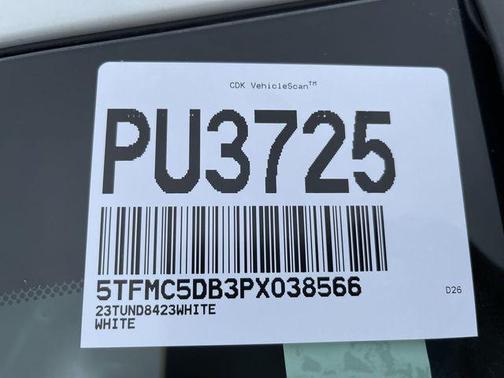 CDK VehicleScan™
PU3725
5TFMC5DB3PX038566
D26
23TUND8423WHITE
WHITE